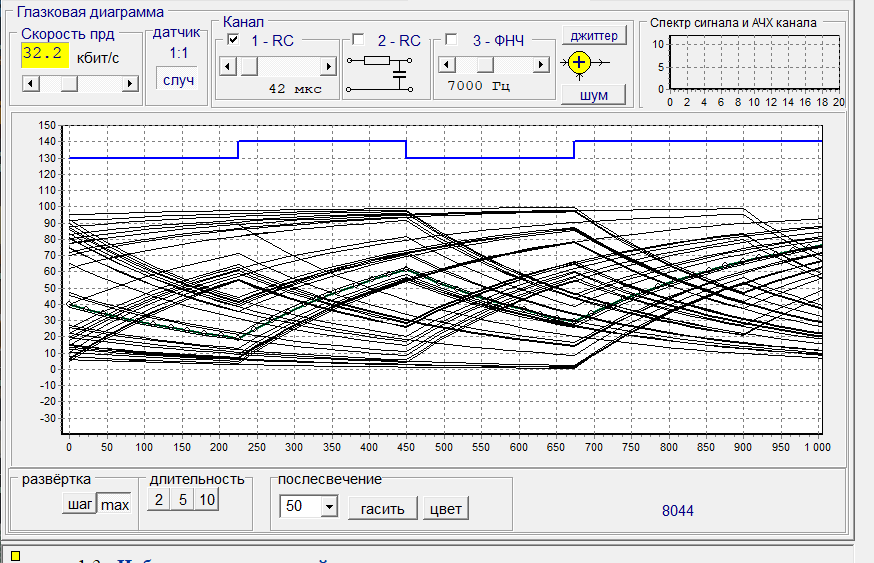 Глазковая диаграмма
Скорость прд
32.2 кбит/с
датчик
1:1
случ
Канал
1 - RC
42 мкс
2 - RC
3 - ФНЧ
7000 Гц
джиттер
шум
Спектр сигнала и АЧХ канала
10
5
0
0 2 4 6 8 10 12 14 16 18 20
150
140
130
120
110
100
90
80
70
60
50
40
30
20
10
0
-10
-20
-30
0 50 100 150 200 250 300 350 400 450 500 550 600 650 700 750 800 850 900 950 1 000
развёртка
шаг max
длительность
2 5 10
послесвечение
50 гасить цвет
8044